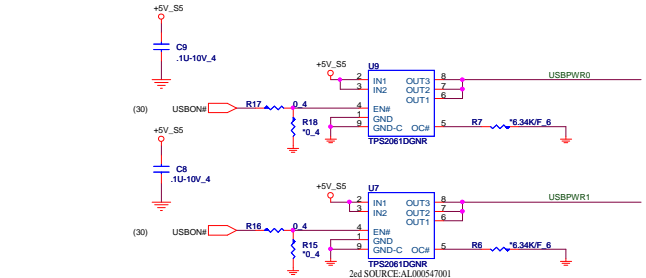 +5V_S5
C9
.1U-10V_4
+5V_S5
U9
2 IN1 OUT3 8 USBPWR0
3 IN2 OUT2 7
OUT1 6
(30) USBON# R17 0_4 4 EN#
1 GND
R18 *0_4 9 GND-C OC# 5 R7 *6.34K/F_6
TPS2061DGNR
+5V_S5
C8
.1U-10V_4
+5V_S5
U7
2 IN1 OUT3 8 USBPWR1
3 IN2 OUT2 7
OUT1 6
(30) USBON# R16 0_4 4 EN#
1 GND
R15 *0_4 9 GND-C OC# 5 R6 *6.34K/F_6
TPS2061DGNR
2ed SOURCE:AL000547001